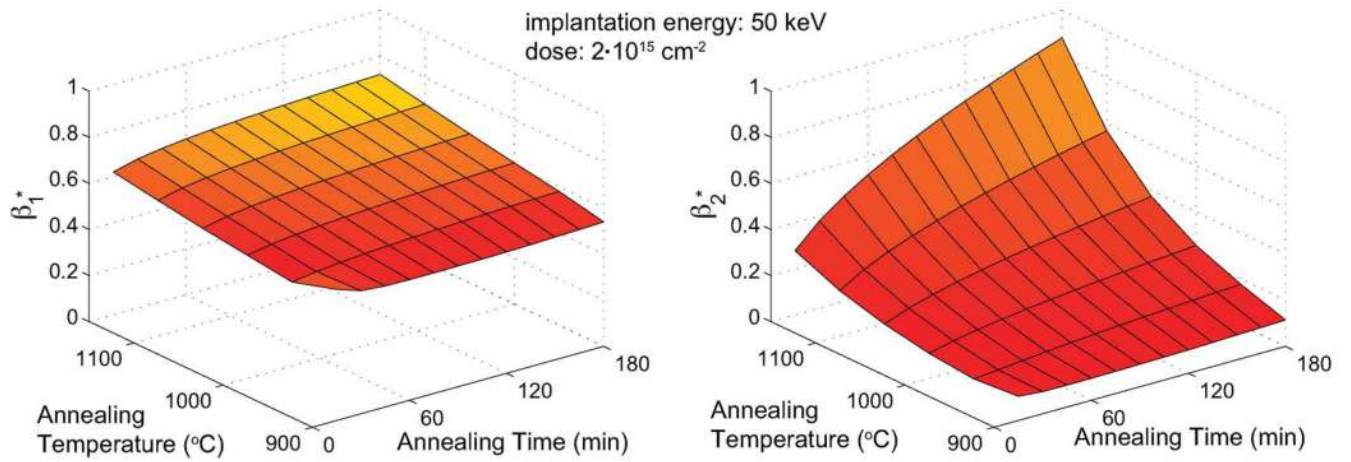 implantation energy: 50 keV
dose: 2·10¹⁵ cm⁻²
1
0.8
0.6
0.4
0.2
0
β₁*
1100
1000
900
Annealing
Temperature (°C)
0
60
120
180
Annealing Time (min)
1
0.8
0.6
0.4
0.2
0
β₂*
1100
1000
900
Annealing
Temperature (°C)
0
60
120
180
Annealing Time (min)